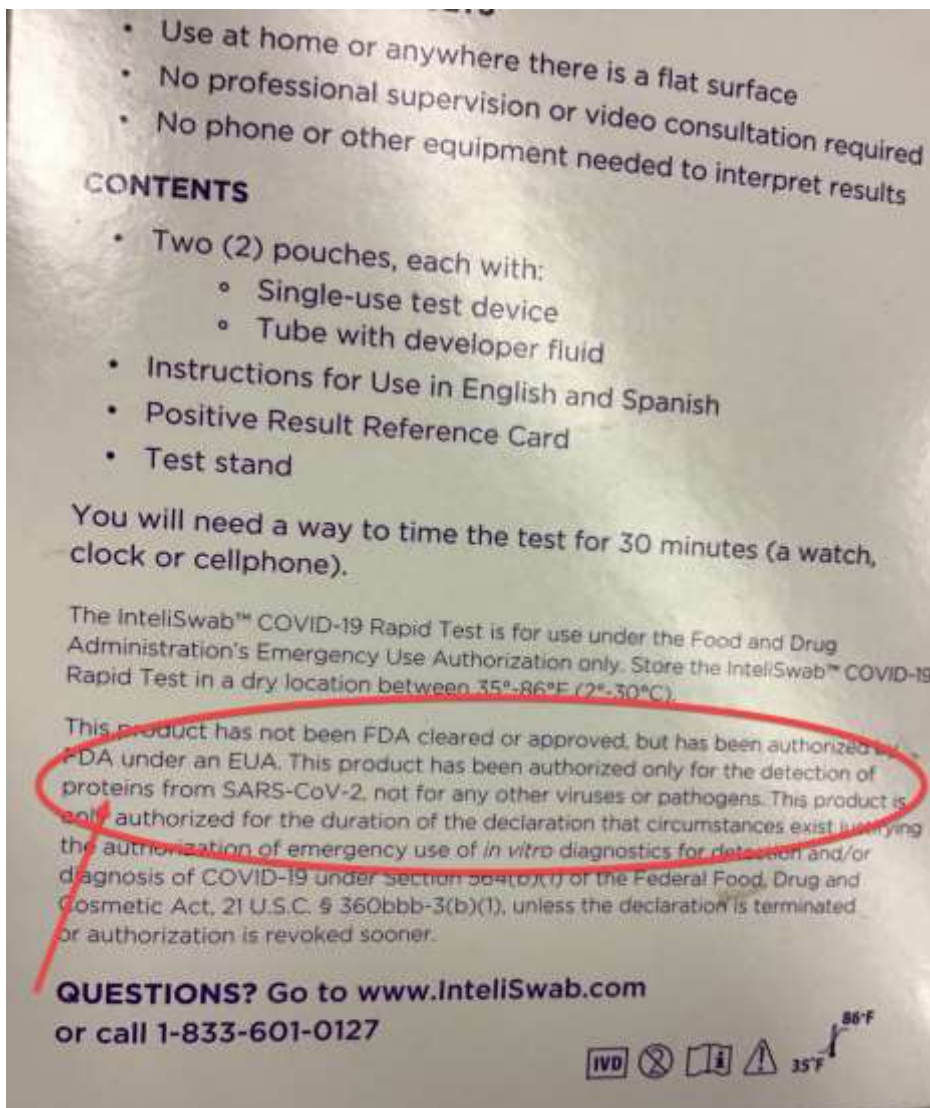 • Use at home or anywhere there is a flat surface
• No professional supervision or video consultation required
• No phone or other equipment needed to interpret results
CONTENTS
• Two (2) pouches, each with:
° Single-use test device
° Tube with developer fluid
• Instructions for Use in English and Spanish
• Positive Result Reference Card
• Test stand
You will need a way to time the test for 30 minutes (a watch,
clock or cellphone).
The InteliSwab™ COVID-19 Rapid Test is for use under the Food and Drug
Administration's Emergency Use Authorization only. Store the InteliSwab™ COVID-19
Rapid Test in a dry location between 35°-86°F (2°-30°C).
This product has not been FDA cleared or approved, but has been authorized by
FDA under an EUA. This product has been authorized only for the detection of
proteins from SARS-CoV-2, not for any other viruses or pathogens. This product is
only authorized for the duration of the declaration that circumstances exist justifying
the authorization of emergency use of in vitro diagnostics for detection and/or
diagnosis of COVID-19 under Section 564(b)(1) of the Federal Food, Drug and
Cosmetic Act, 21 U.S.C. § 360bbb-3(b)(1), unless the declaration is terminated
or authorization is revoked sooner.
QUESTIONS? Go to www.InteliSwab.com
or call 1-833-601-0127
IVD 35°F 86°F